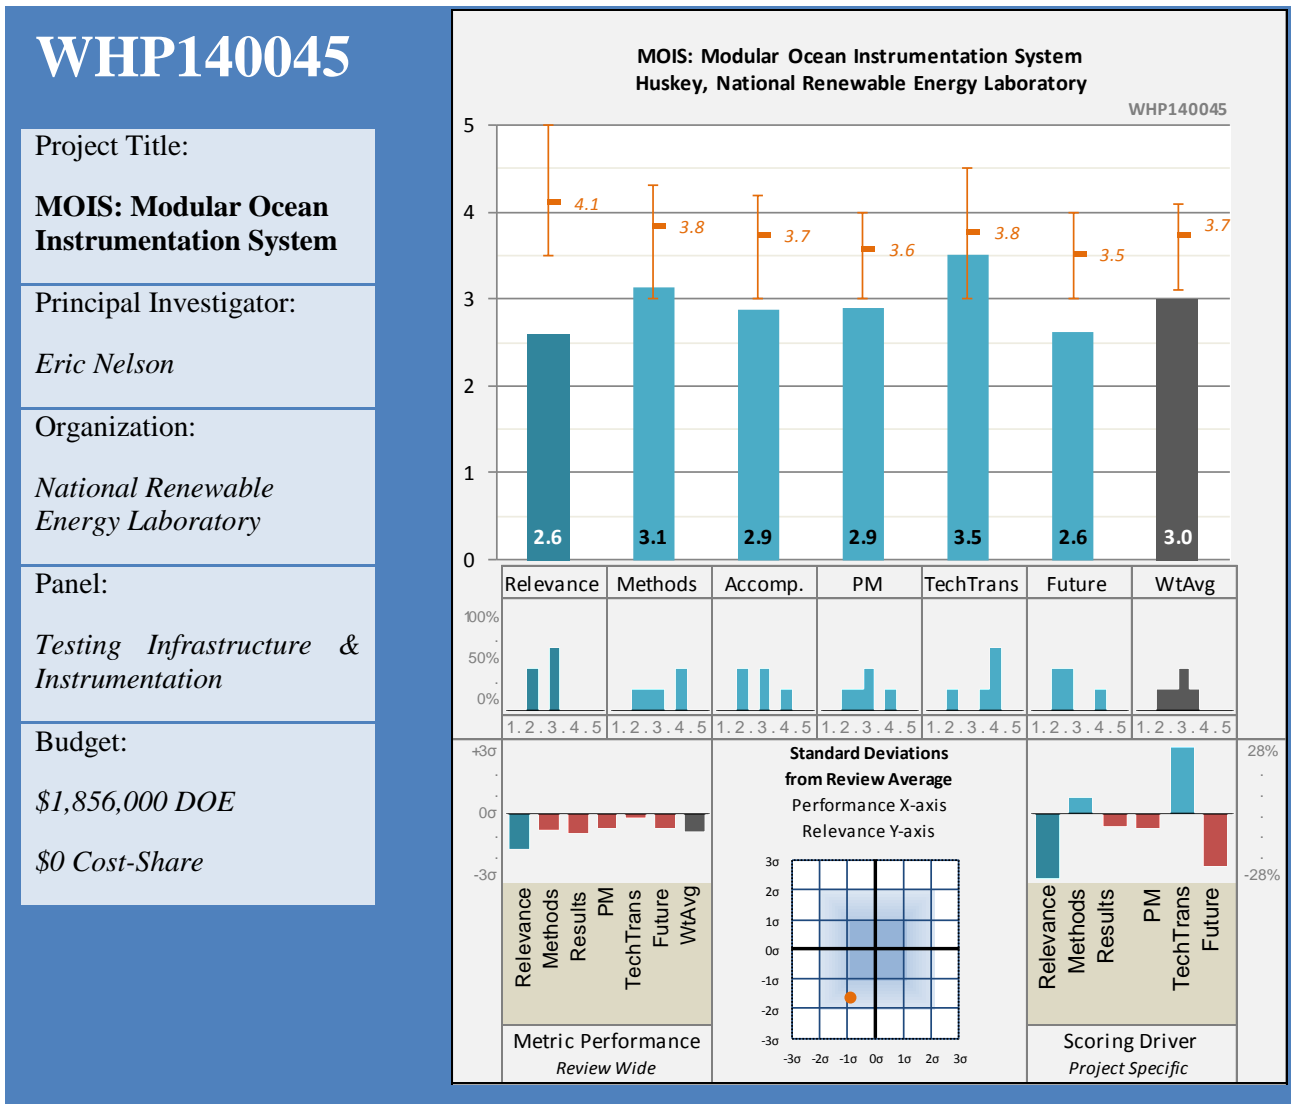 WHP140045
Project Title:
MOIS: Modular Ocean
Instrumentation System
Principal Investigator:
Eric Nelson
Organization:
National Renewable
Energy Laboratory
Panel:
Testing Infrastructure &
Instrumentation
Budget:
$1,856,000 DOE
$0 Cost-Share
MOIS: Modular Ocean Instrumentation System
Huskey, National Renewable Energy Laboratory
WHP140045
5
4
3
2
1
0
4.1
3.8
3.7
3.6
3.8
3.5
3.7
2.6
3.1
2.9
2.9
3.5
2.6
3.0
Relevance
Methods
Accomp.
PM
TechTrans
Future
WtAvg
100%
.
50%
.
0%
1 . 2 . 3 . 4 . 5
1 . 2 . 3 . 4 . 5
1 . 2 . 3 . 4 . 5
1 . 2 . 3 . 4 . 5
1 . 2 . 3 . 4 . 5
1 . 2 . 3 . 4 . 5
1 . 2 . 3 . 4 . 5
+3σ
.
.
0σ
.
.
-3σ
Relevance
Methods
Results
PM
TechTrans
Future
WtAvg
Metric Performance
Review Wide
Standard Deviations
from Review Average
Performance X-axis
Relevance Y-axis
3σ
2σ
1σ
0σ
-1σ
-2σ
-3σ
-3σ -2σ -1σ 0σ 1σ 2σ 3σ
28%
.
.
.
.
-28%
Relevance
Methods
Results
PM
TechTrans
Future
Scoring Driver
Project Specific